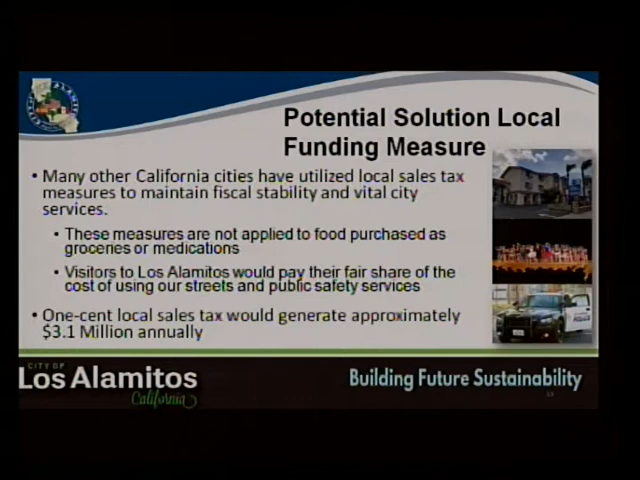 Potential Solution Local
Funding Measure
• Many other California cities have utilized local sales tax
measures to maintain fiscal stability and vital city
services.
• These measures are not applied to food purchased as
groceries or medications
• Visitors to Los Alamitos would pay their fair share of the
cost of using our streets and public safety services
• One-cent local sales tax would generate approximately
$3.1 Million annually
CITY OF
Los Alamitos
California
Building Future Sustainability